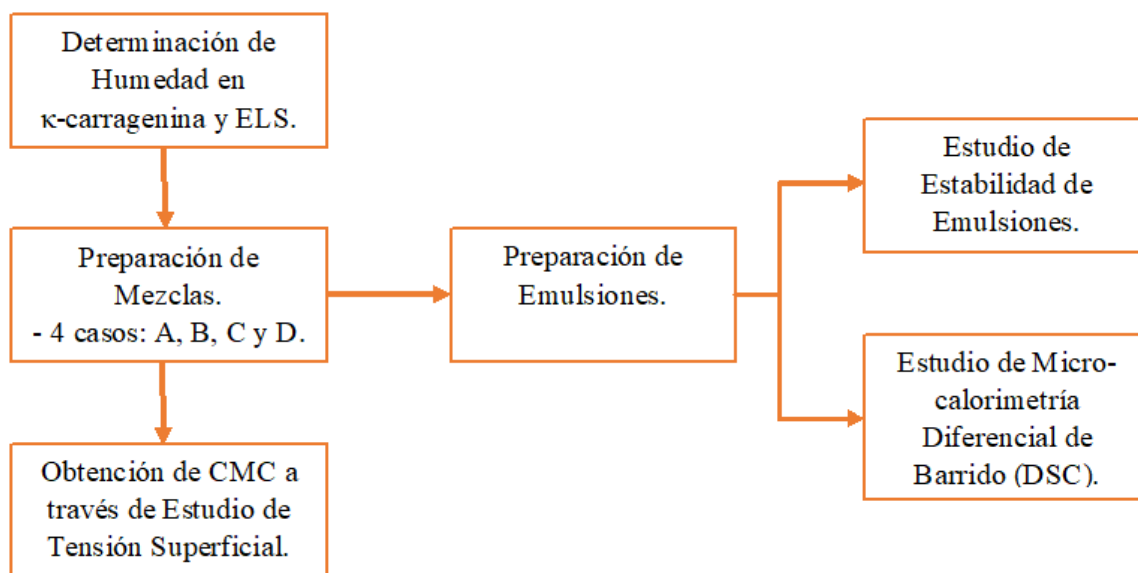 Determinación de
Humedad en
κ-carragenina y ELS.
Preparación de
Mezclas.
- 4 casos: A, B, C y D.
Obtención de CMC a
través de Estudio de
Tensión Superficial.
Preparación de
Emulsiones.
Estudio de
Estabilidad de
Emulsiones.
Estudio de Micro-
calorimetría
Diferencial de
Barrido (DSC).